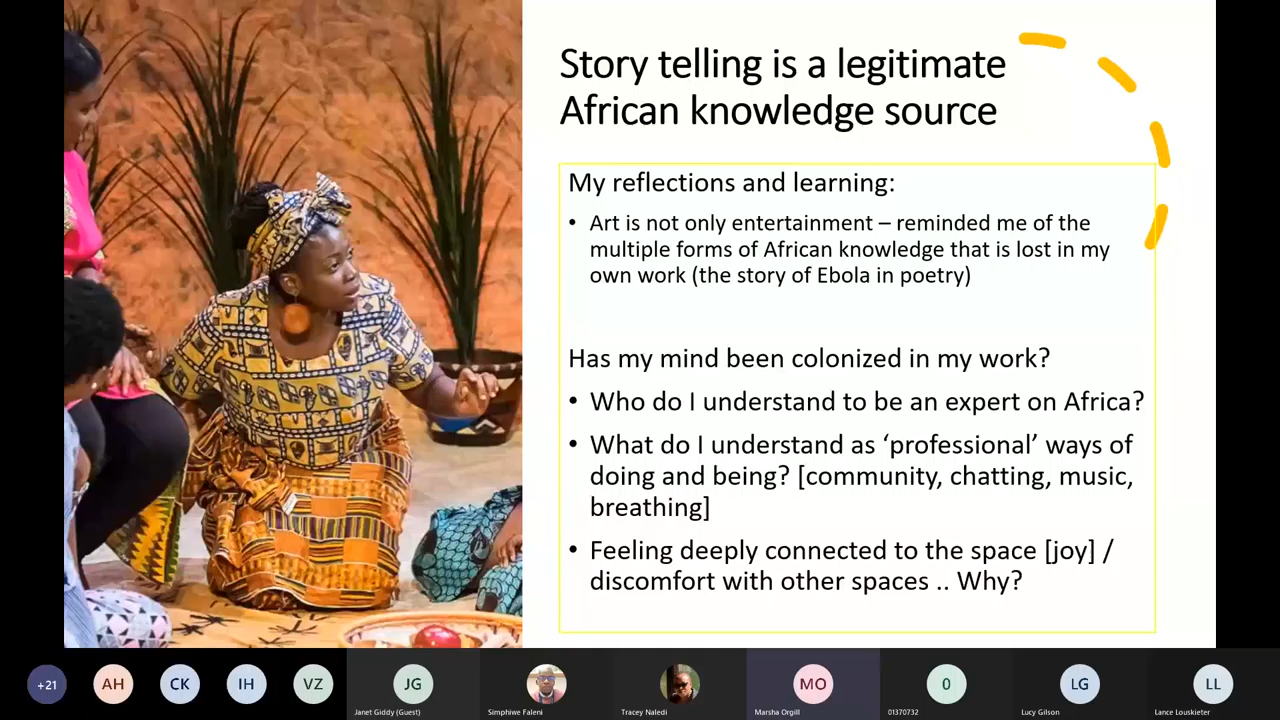 Story telling is a legitimate
African knowledge source
My reflections and learning:
• Art is not only entertainment – reminded me of the
multiple forms of African knowledge that is lost in my
own work (the story of Ebola in poetry)
Has my mind been colonized in my work?
• Who do I understand to be an expert on Africa?
• What do I understand as ‘professional’ ways of
doing and being? [community, chatting, music,
breathing]
• Feeling deeply connected to the space [joy] /
discomfort with other spaces .. Why?
+21 AH CK IH VZ JG MO 0 LG LL
Janet Giddy (Guest) Simphiwe Faleni Tracey Naledi Marsha Orgill 01370732 Lucy Gilson Lance Louskieter